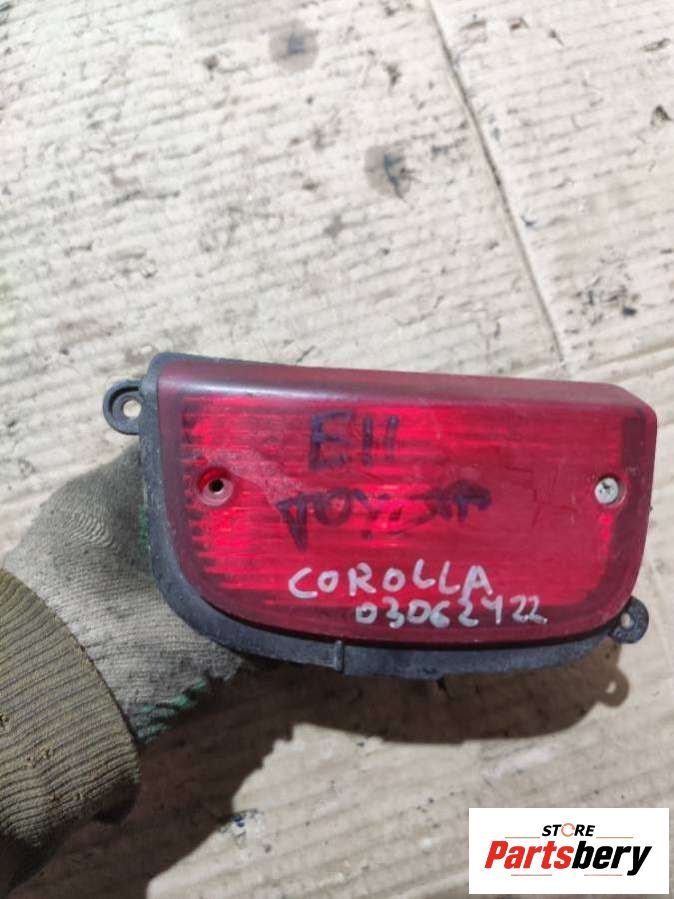 E11
COROLLA
03062422
STORE
Partsbery